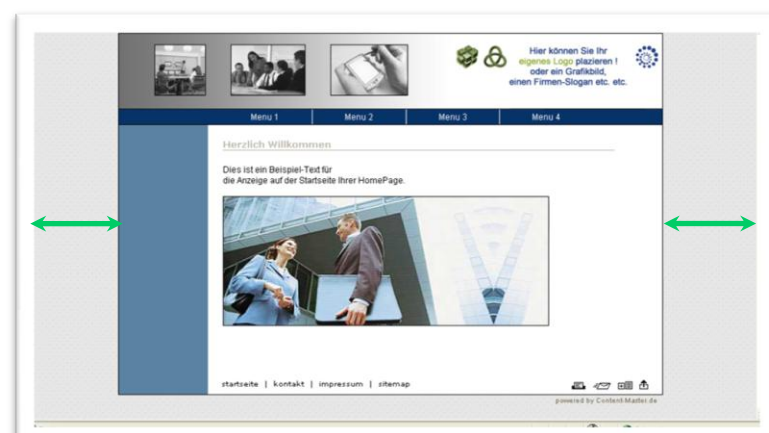 Hier können Sie Ihr
eigenes Logo plazieren !
oder ein Grafikbild,
einen Firmen-Slogan etc. etc.
Menu 1 Menu 2 Menu 3 Menu 4
Herzlich Willkommen
Dies ist ein Beispiel-Text für
die Anzeige auf der Startseite Ihrer HomePage.
startseite | kontakt | impressum | sitemap
powered by Content-Master.de